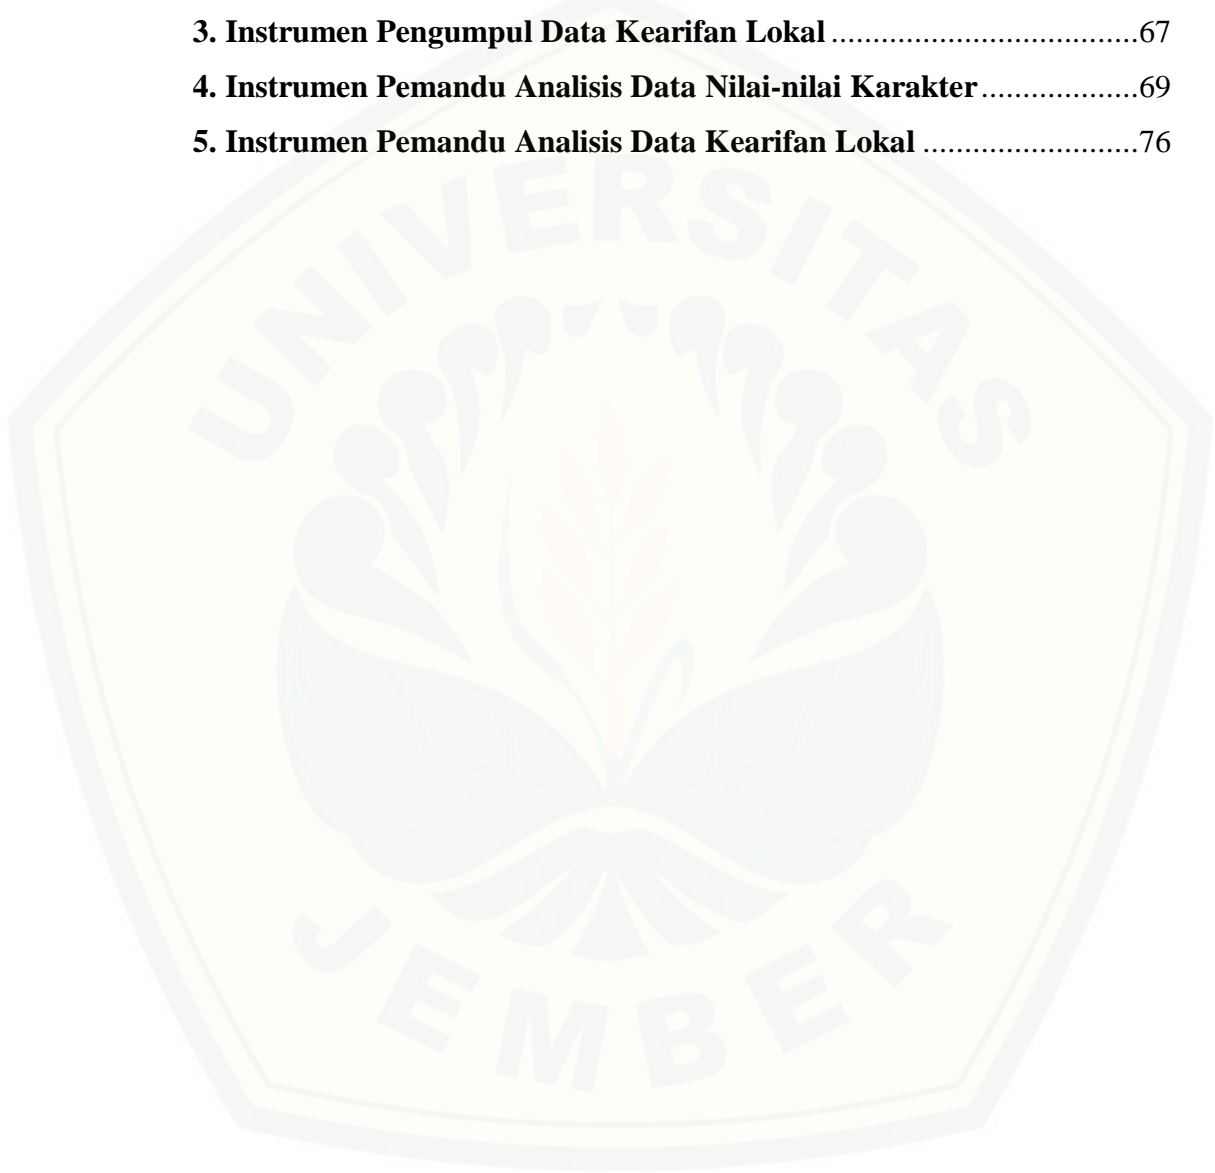 3. Instrumen Pengumpul Data Kearifan Lokal .....................................67
4. Instrumen Pemandu Analisis Data Nilai-nilai Karakter ...................69
5. Instrumen Pemandu Analisis Data Kearifan Lokal ..........................76
UNIVERSITAS
JEMBER